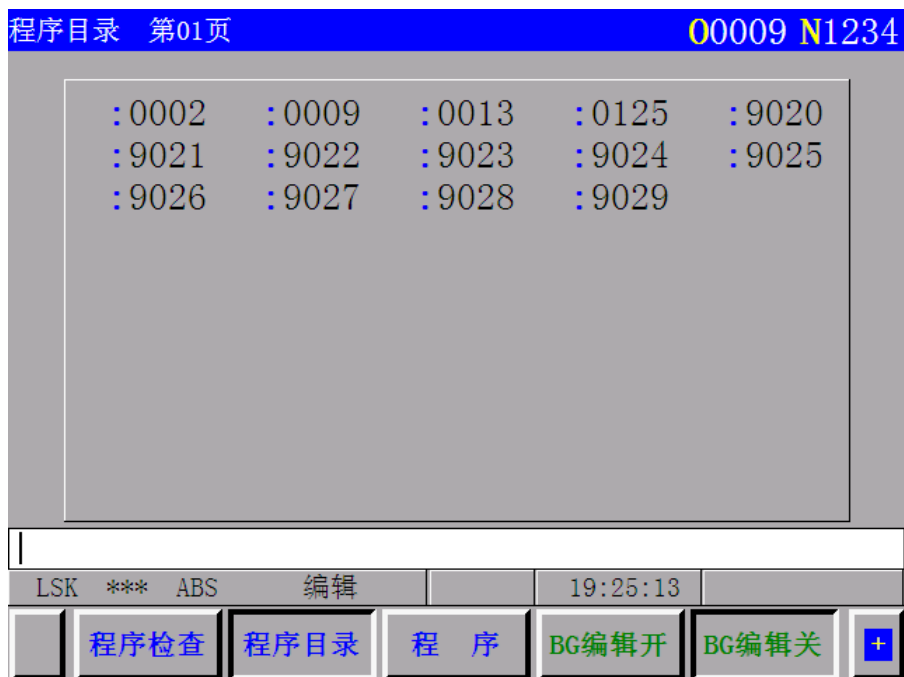 程序目录 第01页 O0009 N1234
:0002 :0009 :0013 :0125 :9020
:9021 :9022 :9023 :9024 :9025
:9026 :9027 :9028 :9029
LSK *** ABS 编辑 19:25:13
程序检查 程序目录 程 序 BG编辑开 BG编辑关 +